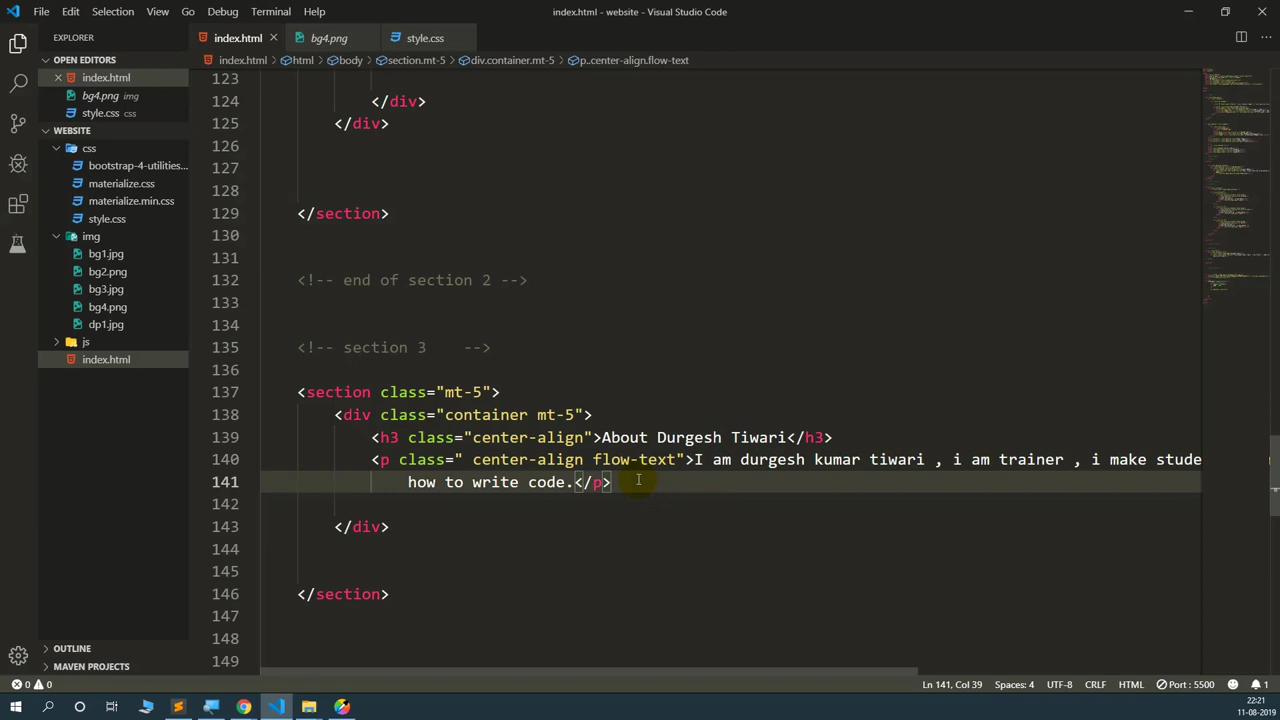 File Edit Selection View Go Debug Terminal Help
index.html - website - Visual Studio Code
EXPLORER
index.html bg4.png style.css
OPEN EDITORS
index.html > html > body > section.mt-5 > div.container.mt-5 > p..center-align.flow-text
index.html
bg4.png img
style.css css
WEBSITE
css
bootstrap-4-utilities...
materialize.css
materialize.min.css
style.css
img
bg1.jpg
bg2.png
bg3.jpg
bg4.png
dp1.jpg
js
index.html
OUTLINE
MAVEN PROJECTS
123
124 </div>
125 </div>
126
127
128
129 </section>
130
131
132 <!-- end of section 2 -->
133
134
135 <!-- section 3    -->
136
137 <section class="mt-5">
138 <div class="container mt-5">
139 <h3 class="center-align">About Durgesh Tiwari</h3>
140 <p class=" center-align flow-text">I am durgesh kumar tiwari , i am trainer , i make stude
141 how to write code.</p>
142
143 </div>
144
145
146 </section>
147
148
149
0 0 Ln 141, Col 39 Spaces: 4 UTF-8 CRLF HTML Port : 5500 1
22:21
11-08-2019